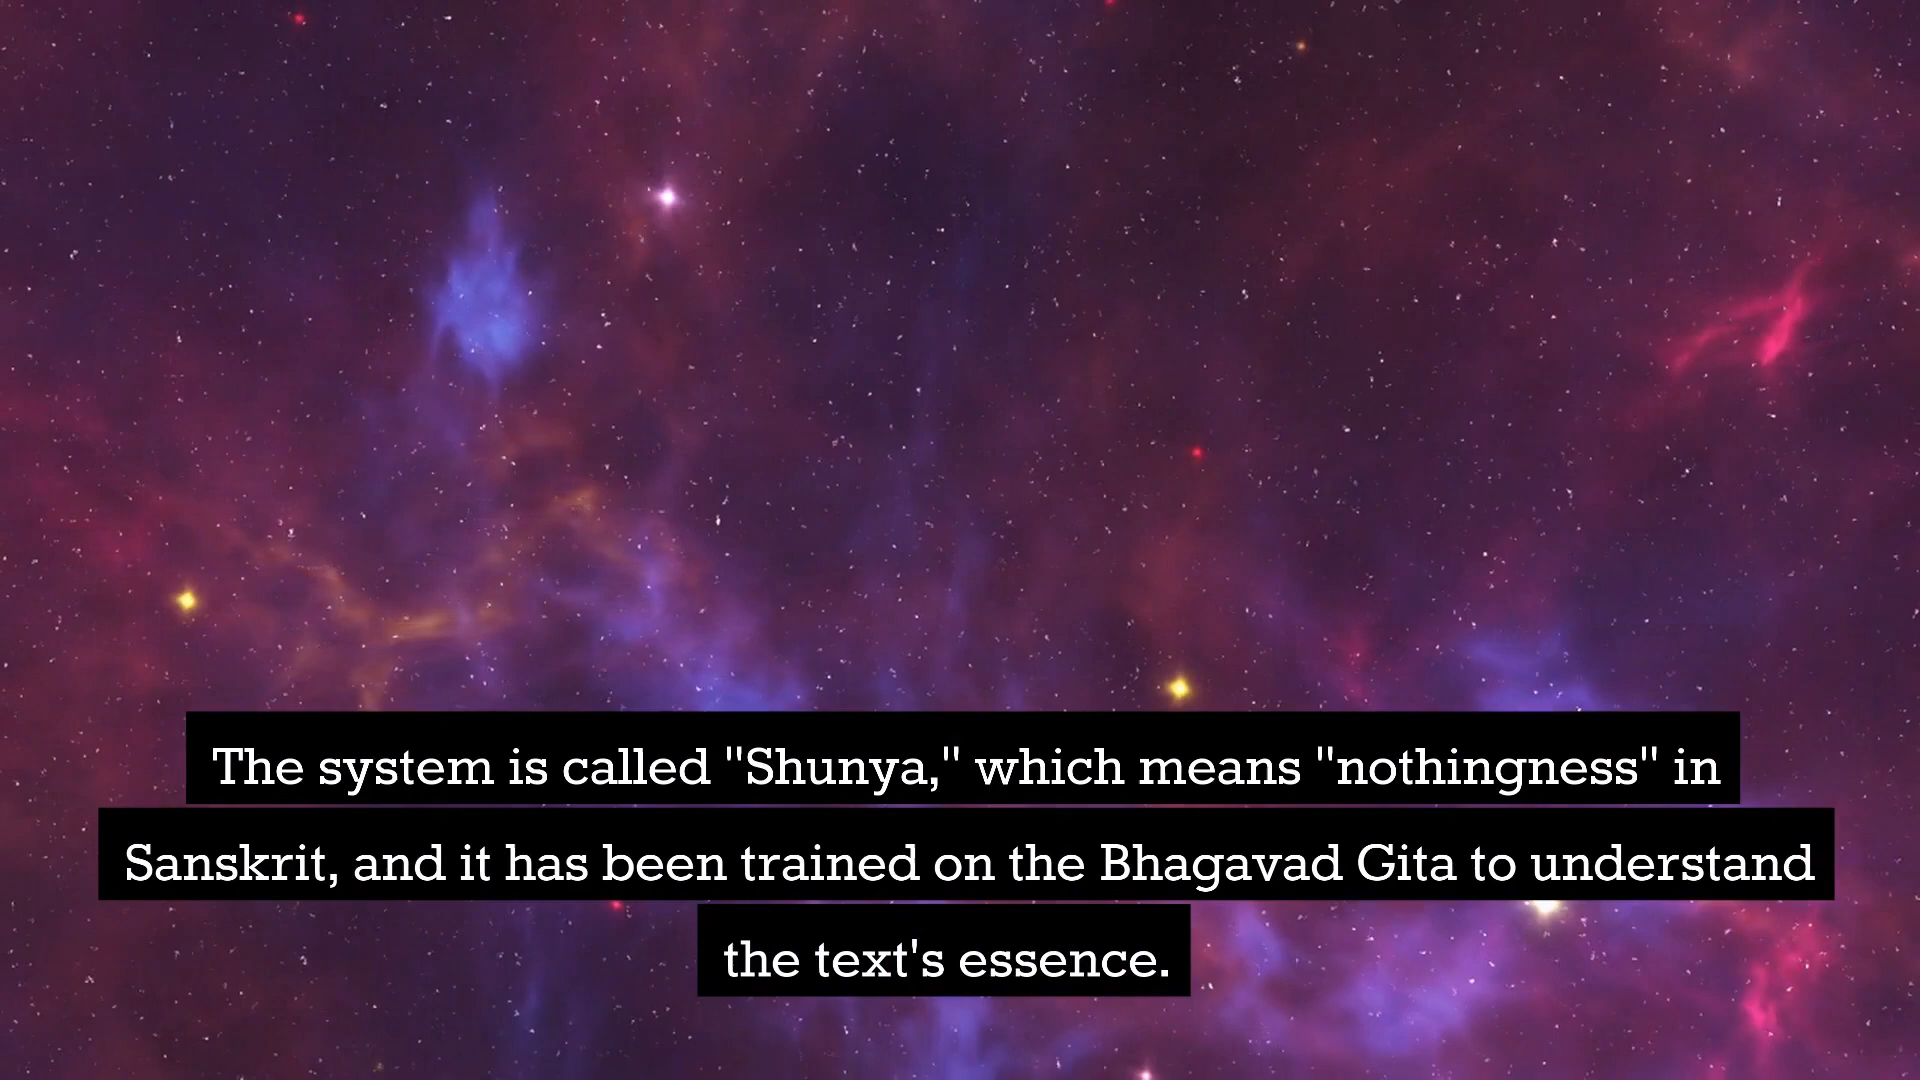 The system is called "Shunya," which means "nothingness" in
Sanskrit, and it has been trained on the Bhagavad Gita to understand
the text's essence.